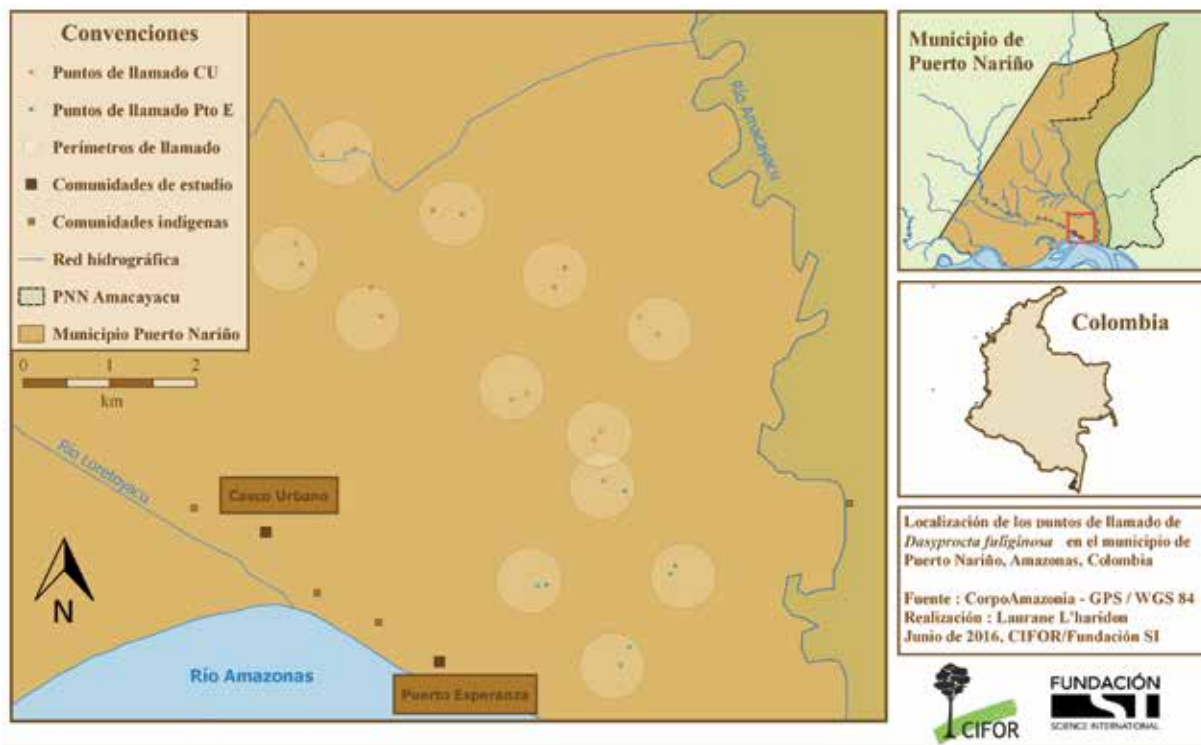 Convenciones
Puntos de llamado CU
Puntos de llamado Pto E
Perímetros de llamado
Comunidades de estudio
Comunidades indígenas
Red hidrográfica
PNN Amacayacu
Municipio Puerto Nariño
0 1 2
km
Río Amacayacu
Río Loretoyacu
Casco Urbano
N
Río Amazonas
Puerto Esperanza
Municipio de
Puerto Nariño
Colombia
Localización de los puntos de llamado de
Dasyprocta fuliginosa en el municipio de
Puerto Nariño, Amazonas, Colombia
Fuente : CorpoAmazonia - GPS / WGS 84
Realización : Laurane L'haridon
Junio de 2016, CIFOR/Fundación SI
CIFOR
FUNDACIÓN
SI
SCIENCE INTERNATIONAL